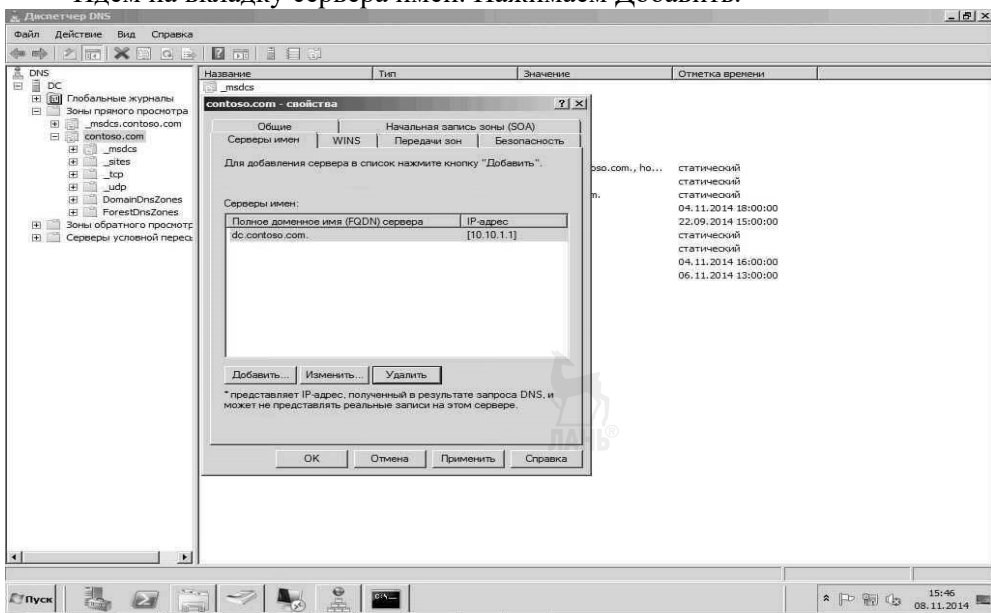 Идем на вкладку сервера имен. Нажимаем Добавить.
Диспетчер DNS
Файл Действие Вид Справка
Название Тип Значение Отметка времени
DNS
DC
Глобальные журналы
Зоны прямого просмотра
_msdcs.contoso.com
contoso.com
_msdcs
_sites
_tcp
_udp
DomainDnsZones
ForestDnsZones
Зоны обратного просмотр
Серверы условной перес
_msdcs
contoso.com - свойства
Общие Начальная запись зоны (SOA)
Серверы имен WINS Передачи зон Безопасность
Для добавления сервера в список нажмите кнопку "Добавить".
Серверы имен:
Полное доменное имя (FQDN) сервера IP-адрес
dc.contoso.com. [10.10.1.1]
Добавить... Изменить... Удалить
* представляет IP-адрес, полученный в результате запроса DNS, и
может не представлять реальные записи на этом сервере.
OK Отмена Применить Справка
oso.com., ho... статический
статический
m. статический
04.11.2014 18:00:00
22.09.2014 15:00:00
статический
статический
04.11.2014 16:00:00
06.11.2014 13:00:00
ЛАНЬ®
Пуск
15:46
08.11.2014